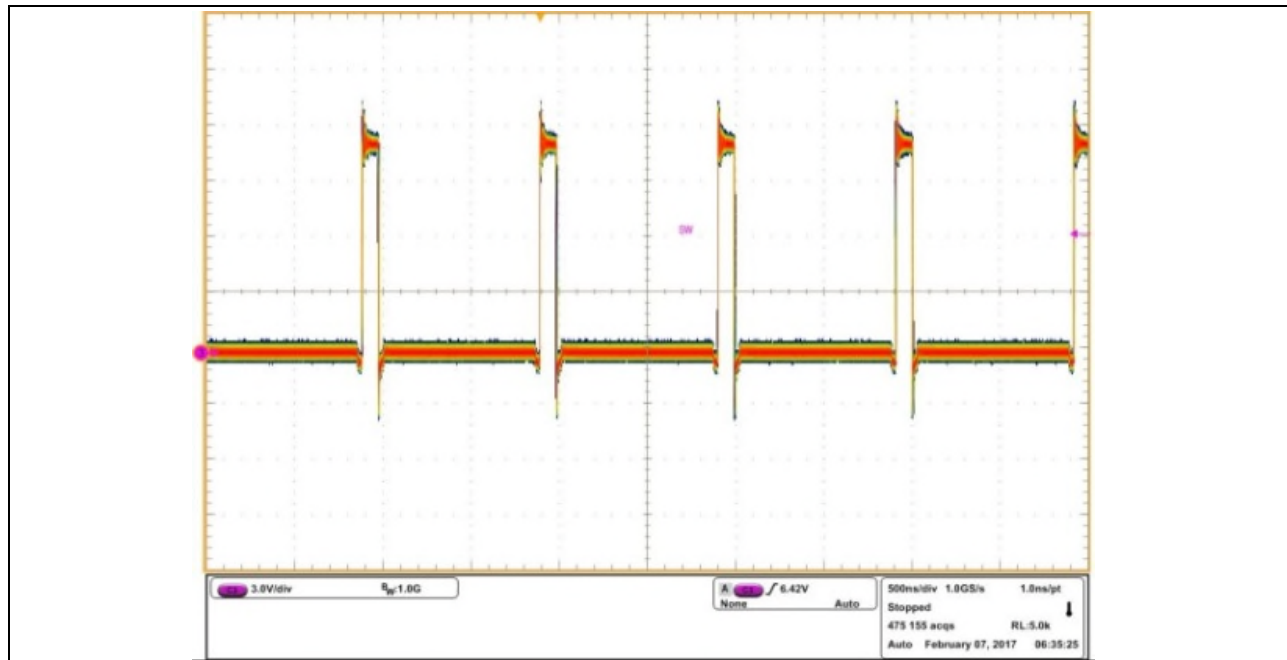 SW
3.0V/div
BW:1.0G
A
6.42V
None
Auto
500ns/div 1.0GS/s 1.0ns/pt
Stopped
475 155 acqs RL:5.0k
Auto February 07, 2017 06:35:25